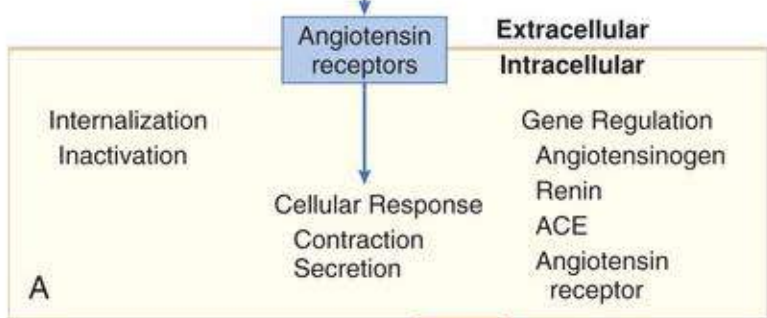 Angiotensin
receptors
Extracellular
Intracellular
Internalization
Inactivation
Cellular Response
Contraction
Secretion
Gene Regulation
Angiotensinogen
Renin
ACE
Angiotensin
receptor
A